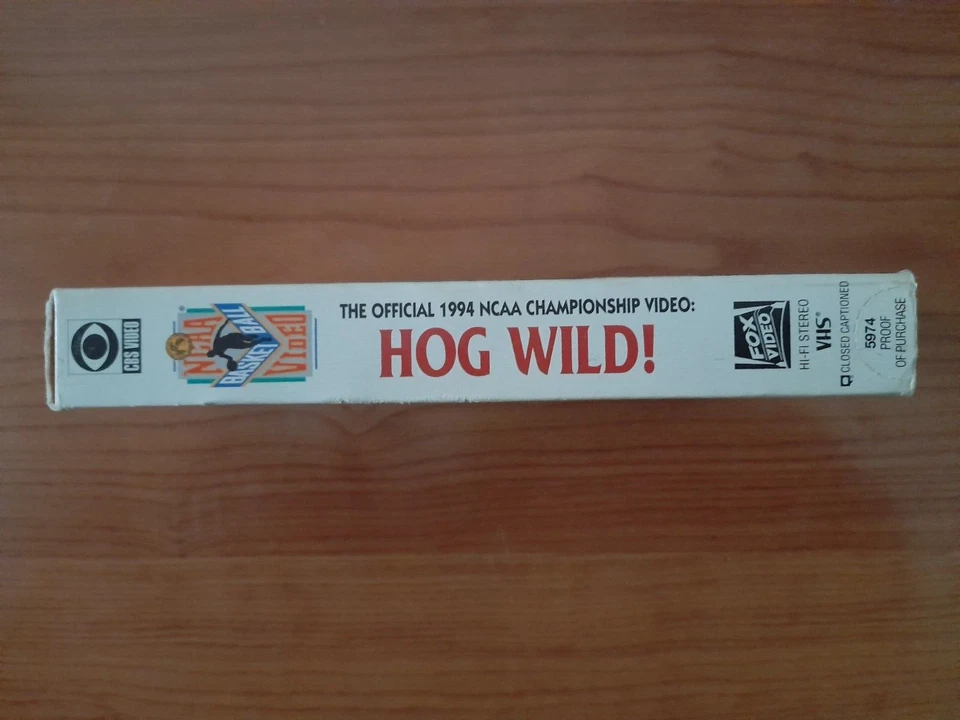 CBS VIDEO
NCAA
BASKETBALL
VIDEO
®
THE OFFICIAL 1994 NCAA CHAMPIONSHIP VIDEO:
HOG WILD!
FOX
VIDEO
HI-FI STEREO
VHS®
CLOSED CAPTIONED
5974
PROOF
OF PURCHASE